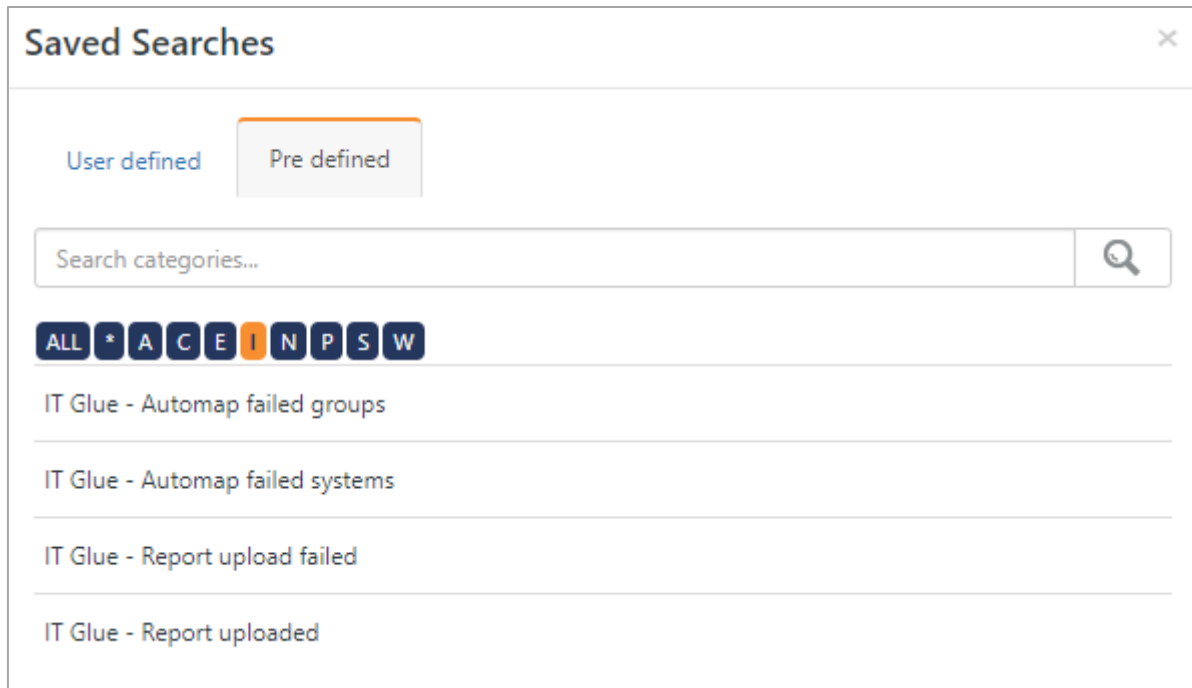 Saved Searches ×
User defined Pre defined
Search categories...
ALL * A C E I N P S W
IT Glue - Automap failed groups
IT Glue - Automap failed systems
IT Glue - Report upload failed
IT Glue - Report uploaded